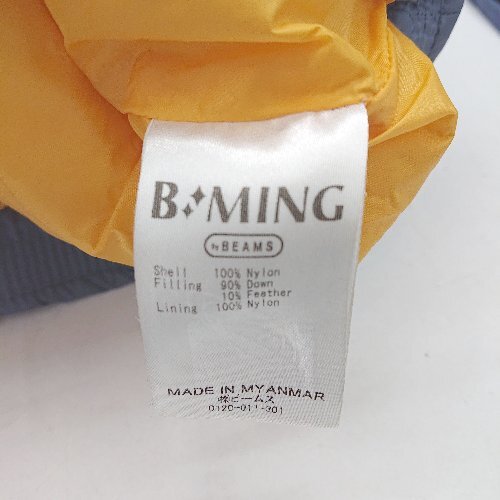 B MING
by BEAMS
Shell 100% Nylon
Filling 90% Down
10% Feather
Lining 100% Nylon
MADE IN MYANMAR
㈱ビームス
0120-011-301